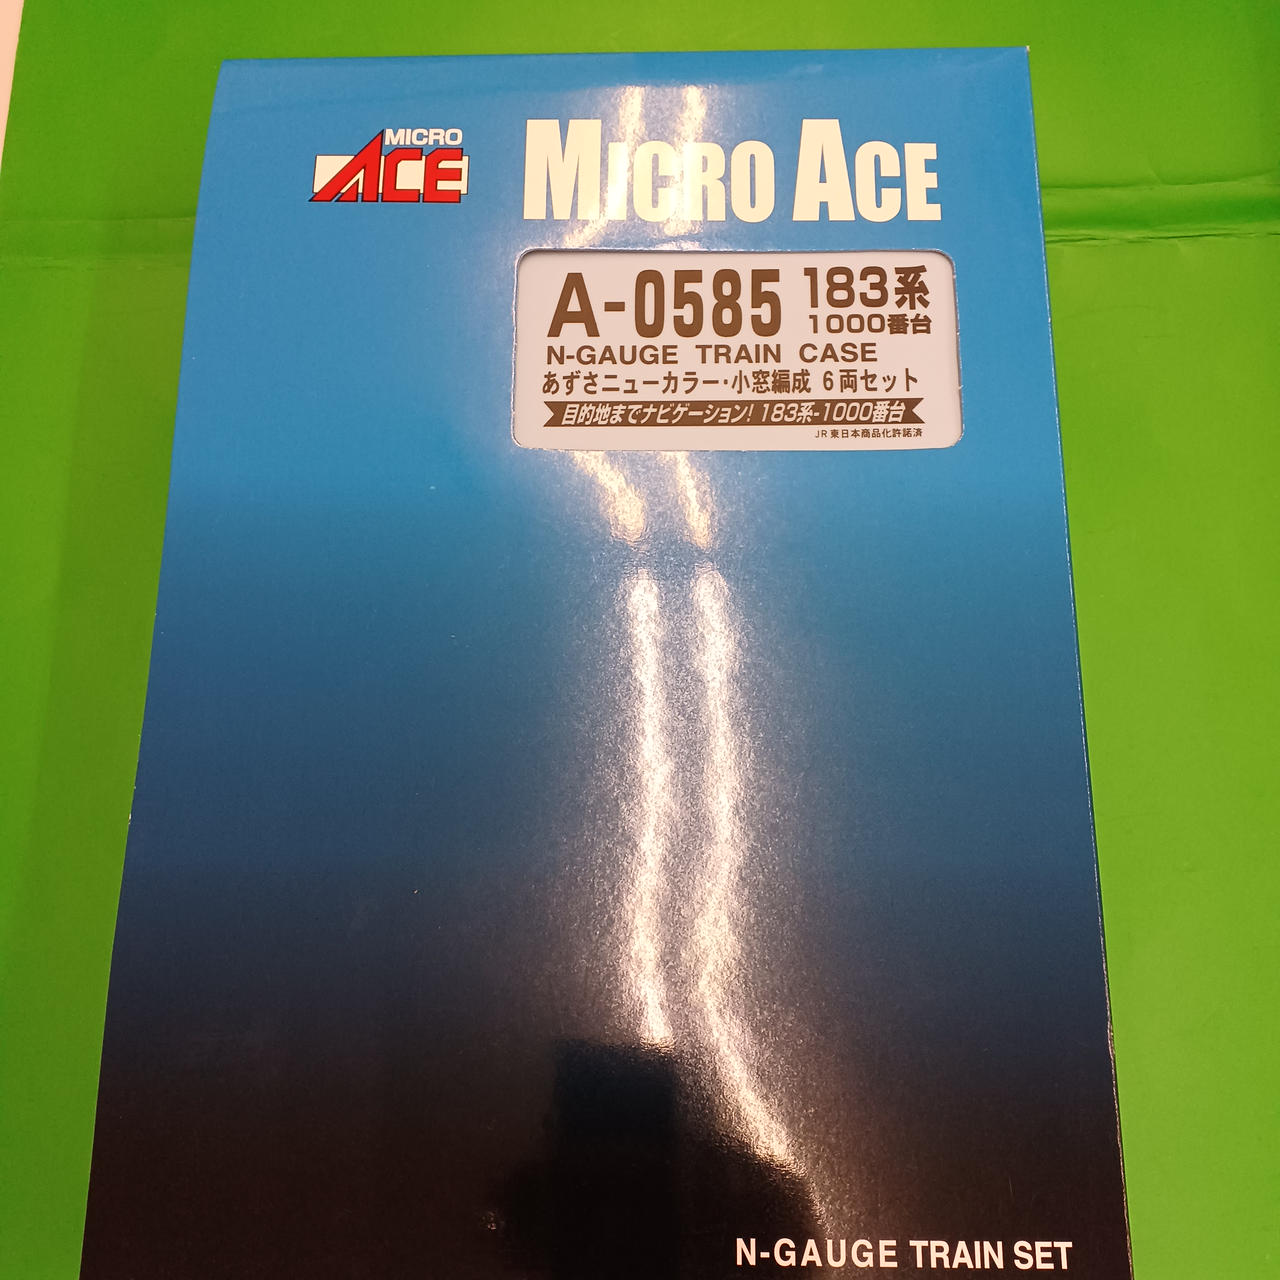 MICRO
ACE
MICRO ACE
A-0585 183系
1000番台
N-GAUGE TRAIN CASE
あずさニューカラー・小窓編成 6両セット
目的地までナビゲーション! 183系-1000番台
JR東日本商品化許諾済
N-GAUGE TRAIN SET